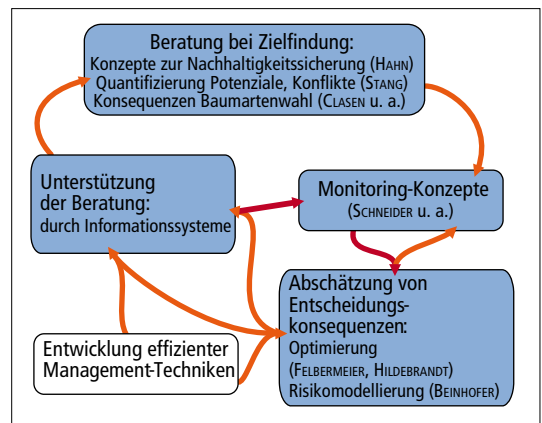 Beratung bei Zielfindung:
Konzepte zur Nachhaltigkeitssicherung (HAHN)
Quantifizierung Potenziale, Konflikte (STANG)
Konsequenzen Baumartenwahl (CLASEN u. a.)
Unterstützung
der Beratung:
durch Informationssysteme
Monitoring-Konzepte
(SCHNEIDER u. a.)
Abschätzung von
Entscheidungs-
konsequenzen:
Optimierung
(FELBERMEIER, HILDEBRANDT)
Risikomodellierung (BEINHOFER)
Entwicklung effizienter
Management-Techniken